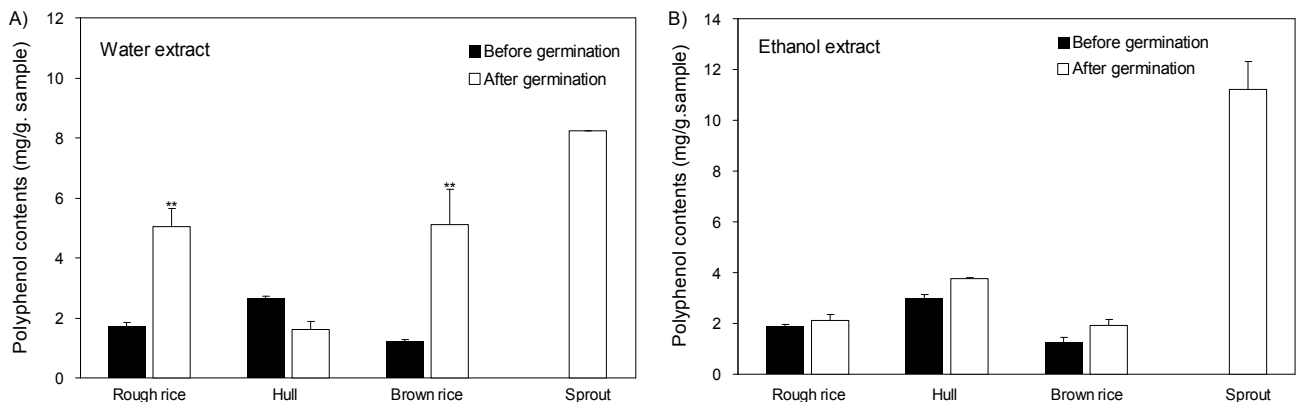 A)
Polyphenol contents (mg/g. sample)
12
10
8
6
4
2
0
Water extract
Before germination
After germination
**
**
Rough rice Hull Brown rice Sprout
B)
Polyphenol contents (mg/g.sample)
14
12
10
8
6
4
2
0
Ethanol extract
Before germination
After germination
Rough rice Hull Brown rice Sprout